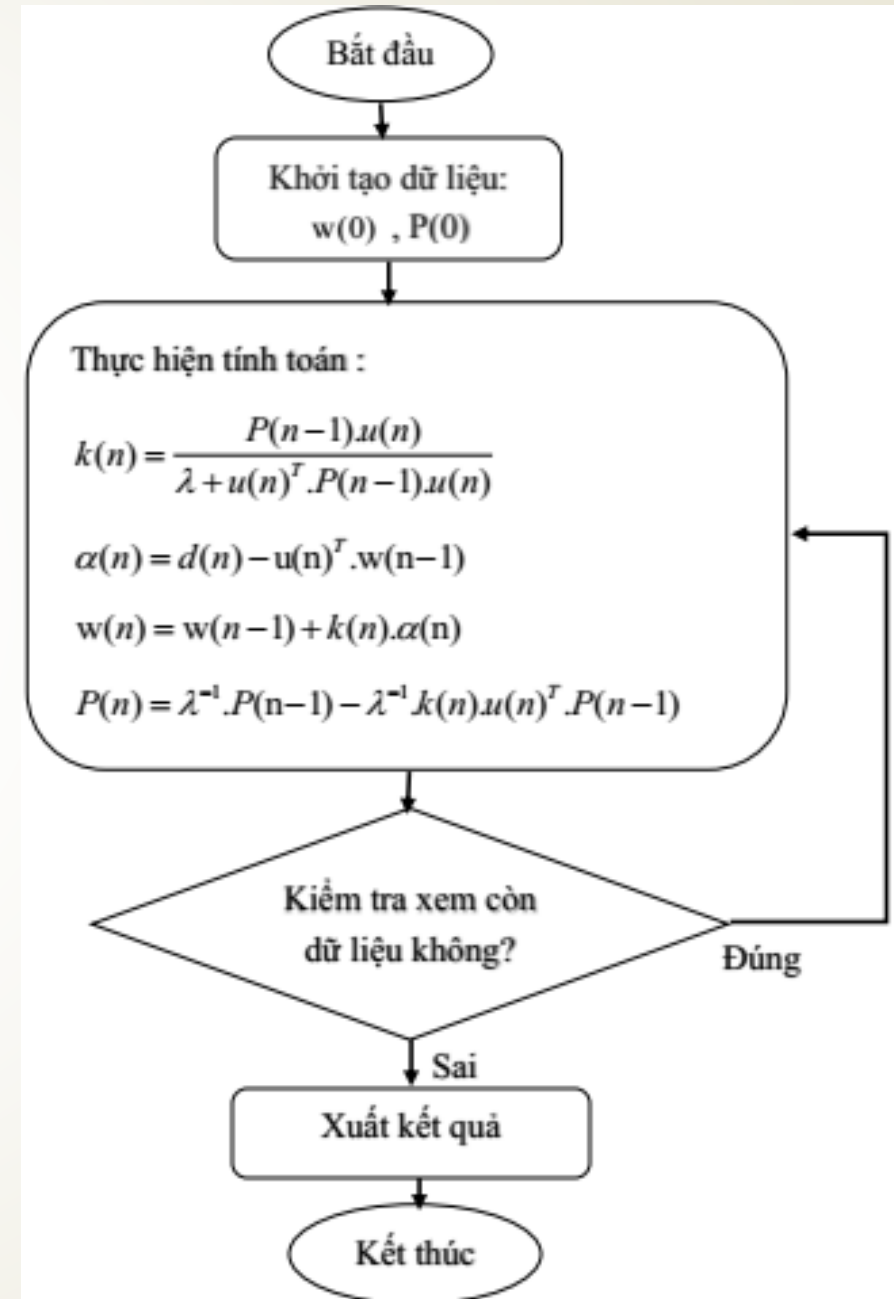 Bắt đầu
Khởi tạo dữ liệu:
w(0) , P(0)
Thực hiện tính toán :
k(n) = \frac{P(n−1).u(n)}{λ+u(n)^T.P(n−1).u(n)}
α(n) = d(n) − u(n)^T.w(n−1)
w(n) = w(n−1) + k(n).α(n)
P(n) = λ^{-1}.P(n−1) − λ^{-1}.k(n).u(n)^T.P(n−1)
Kiểm tra xem còn
dữ liệu không?
Đúng
Sai
Xuất kết quả
Kết thúc